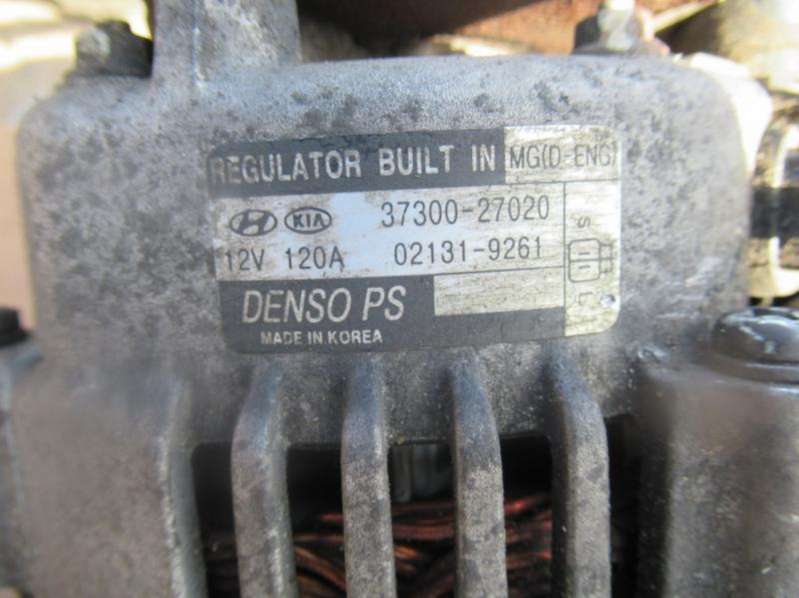 REGULATOR BUILT IN MG(D-ENG)
KIA 37300-27020
12V 120A 02131-9261
DENSO PS
MADE IN KOREA
S
L